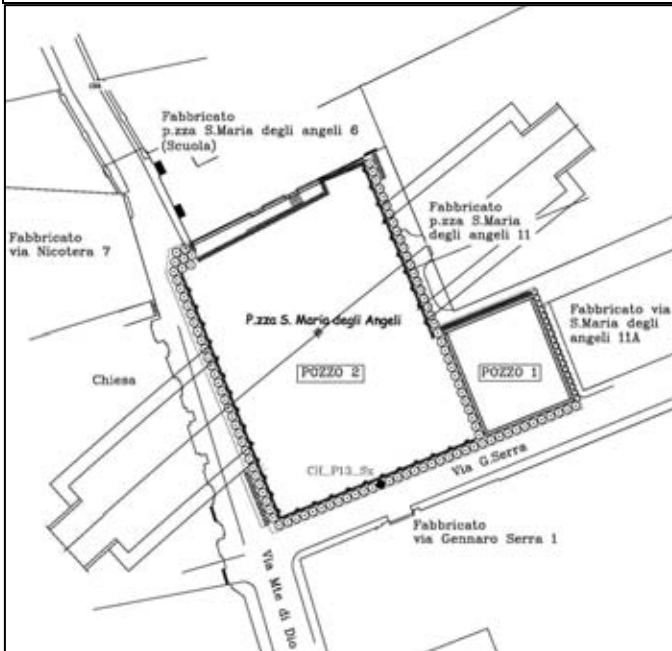 Fabbricato
p.zza S.Maria degli angeli 6
(Scuola)
Fabbricato
p.zza S.Maria
degli angeli 11
Fabbricato
via Nicotera 7
P.zza S. Maria degli Angeli
Fabbricato via
S.Maria degli
angeli 11A
POZZO 2
POZZO 1
Chiesa
CH_P13_Sx
Via G.Serra
Fabbricato
via Gennaro Serra 1
Via Mte di Dio